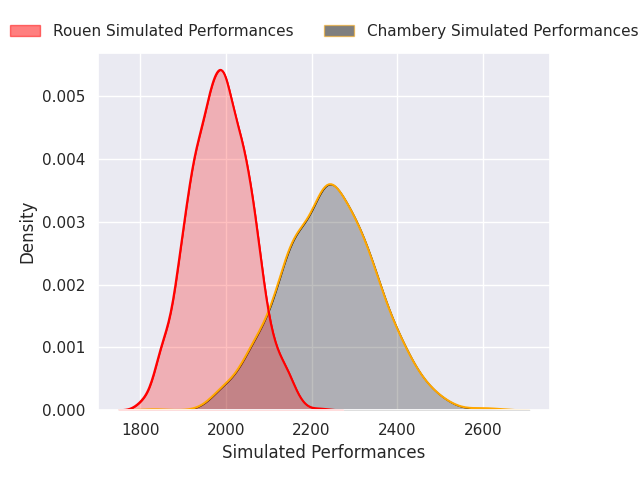 Rouen Simulated Performances
Chambery Simulated Performances
Density
0.005
0.004
0.003
0.002
0.001
0.000
1800 2000 2200 2400 2600
Simulated Performances